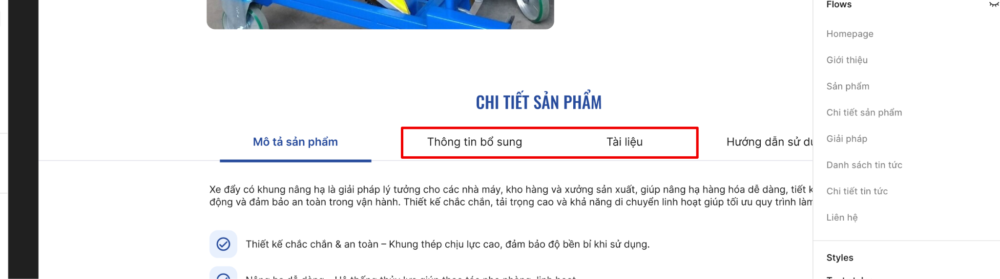 CHI TIẾT SẢN PHẨM
Mô tả sản phẩm
Thông tin bổ sung
Tài liệu
Hướng dẫn sử
Xe đẩy có khung nâng hạ là giải pháp lý tưởng cho các nhà máy, kho hàng và xưởng sản xuất, giúp nâng hạ hàng hóa dễ dàng, tiết
động và đảm bảo an toàn trong vận hành. Thiết kế chắc chắn, tải trọng cao và khả năng di chuyển linh hoạt giúp tối ưu quy trình làm
Thiết kế chắc chắn & an toàn – Khung thép chịu lực cao, đảm bảo độ bền bỉ khi sử dụng.
Flows
Homepage
Giới thiệu
Sản phẩm
Chi tiết sản phẩm
Giải pháp
Danh sách tin tức
Chi tiết tin tức
Liên hệ
Styles